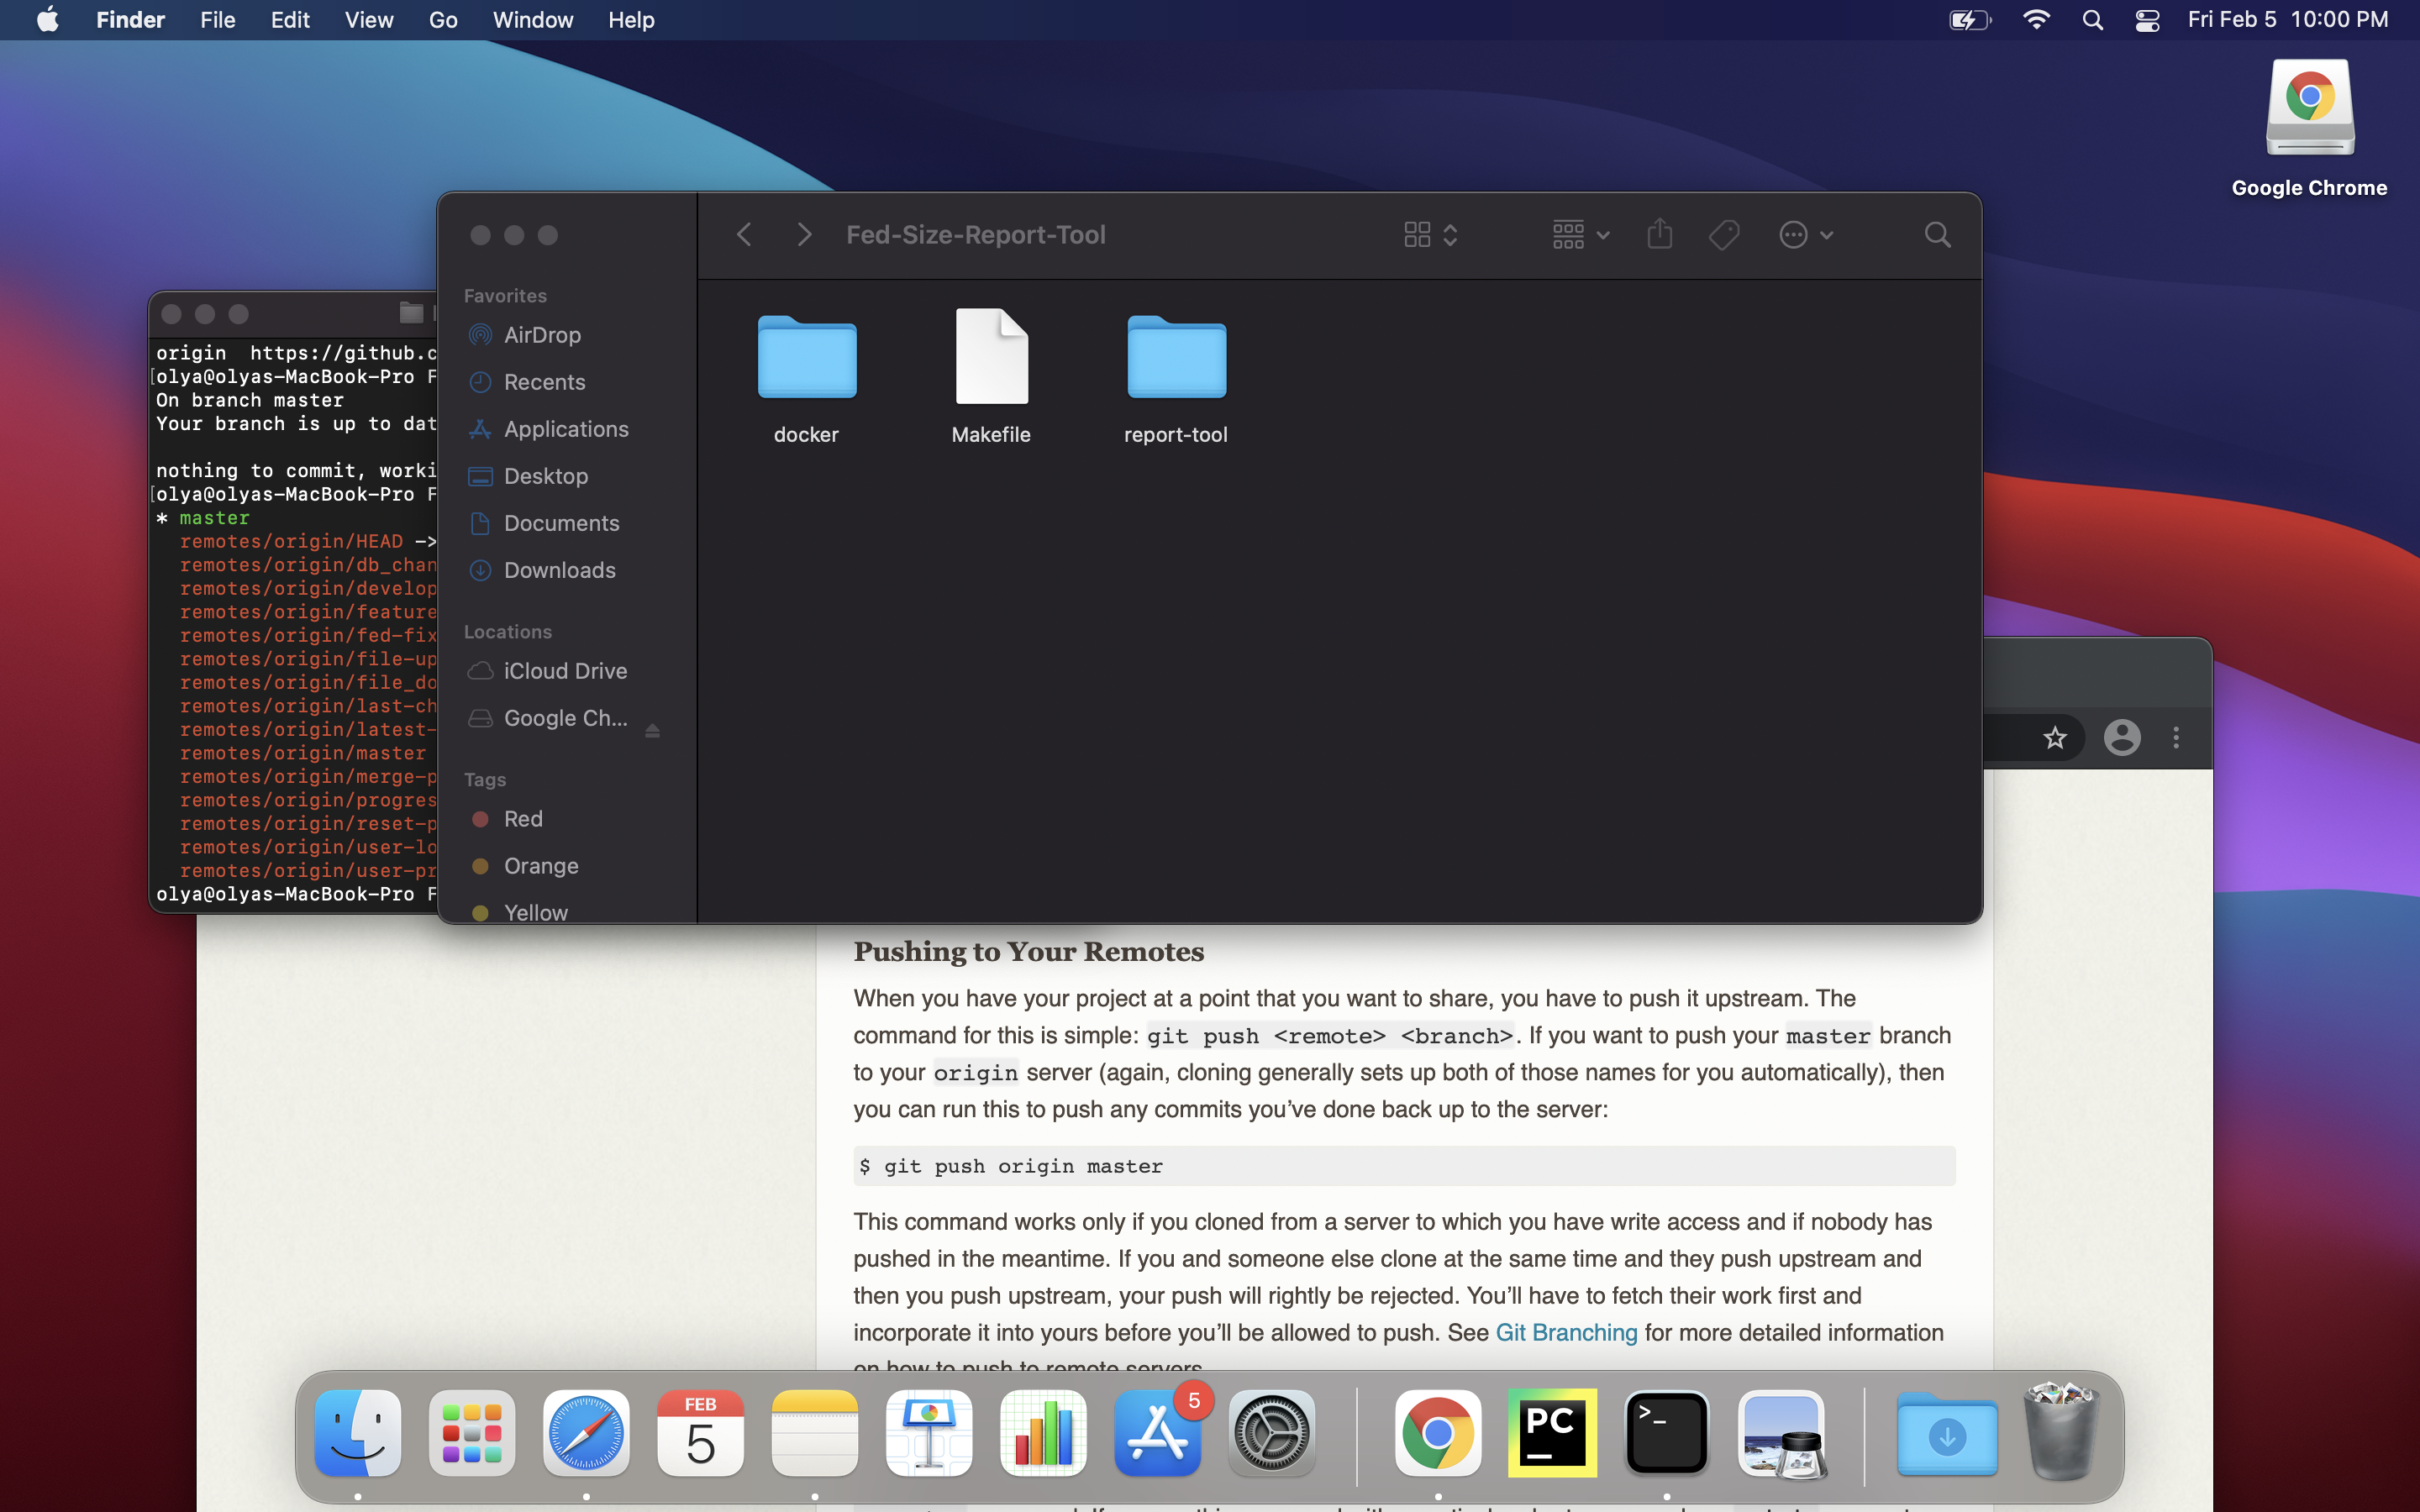 Finder File Edit View Go Window Help
Fri Feb 5 10:00 PM
Google Chrome
Fed-Size-Report-Tool
Favorites
AirDrop
Recents
Applications
Desktop
Documents
Downloads
Locations
iCloud Drive
Google Ch...
Tags
Red
Orange
Yellow
docker
Makefile
report-tool
origin https://github.c
[olya@olyas-MacBook-Pro F
On branch master
Your branch is up to dat
nothing to commit, worki
[olya@olyas-MacBook-Pro F
* master
remotes/origin/HEAD ->
remotes/origin/db_chan
remotes/origin/develop
remotes/origin/feature
remotes/origin/fed-fix
remotes/origin/file-up
remotes/origin/file_do
remotes/origin/last-ch
remotes/origin/latest-
remotes/origin/master
remotes/origin/merge-p
remotes/origin/progres
remotes/origin/reset-p
remotes/origin/user-lo
remotes/origin/user-pr
olya@olyas-MacBook-Pro F
Pushing to Your Remotes
When you have your project at a point that you want to share, you have to push it upstream. The
command for this is simple: git push <remote> <branch>. If you want to push your master branch
to your origin server (again, cloning generally sets up both of those names for you automatically), then
you can run this to push any commits you’ve done back up to the server:
$ git push origin master
This command works only if you cloned from a server to which you have write access and if nobody has
pushed in the meantime. If you and someone else clone at the same time and they push upstream and
then you push upstream, your push will rightly be rejected. You’ll have to fetch their work first and
incorporate it into yours before you’ll be allowed to push. See Git Branching for more detailed information
on how to push to remote servers.
FEB
5
5
PC
>_